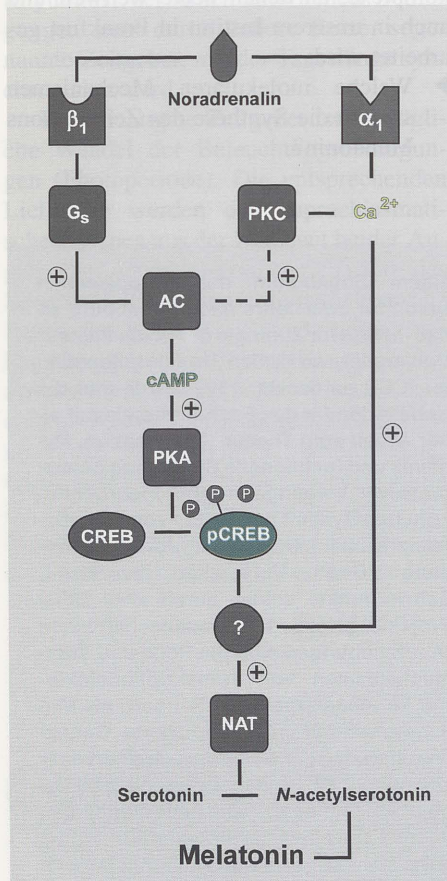 Noradrenalin
β1
α1
Gs
PKC
Ca2+
+
+
AC
cAMP
+
+
PKA
P
P
P
CREB
pCREB
?
+
NAT
Serotonin
N-acetylserotonin
Melatonin